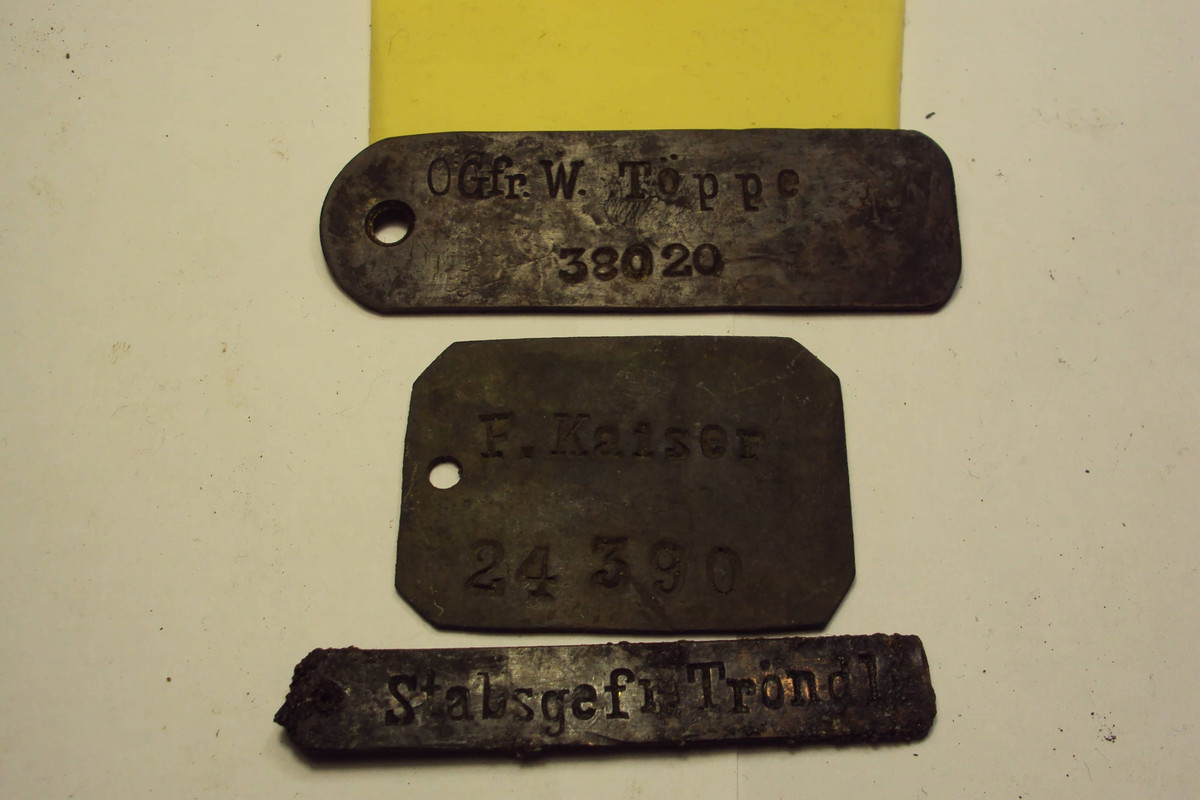 OGfr. W. Töppe
38020
F. Kaiser
24 390
Stabsgefr. Tröndl